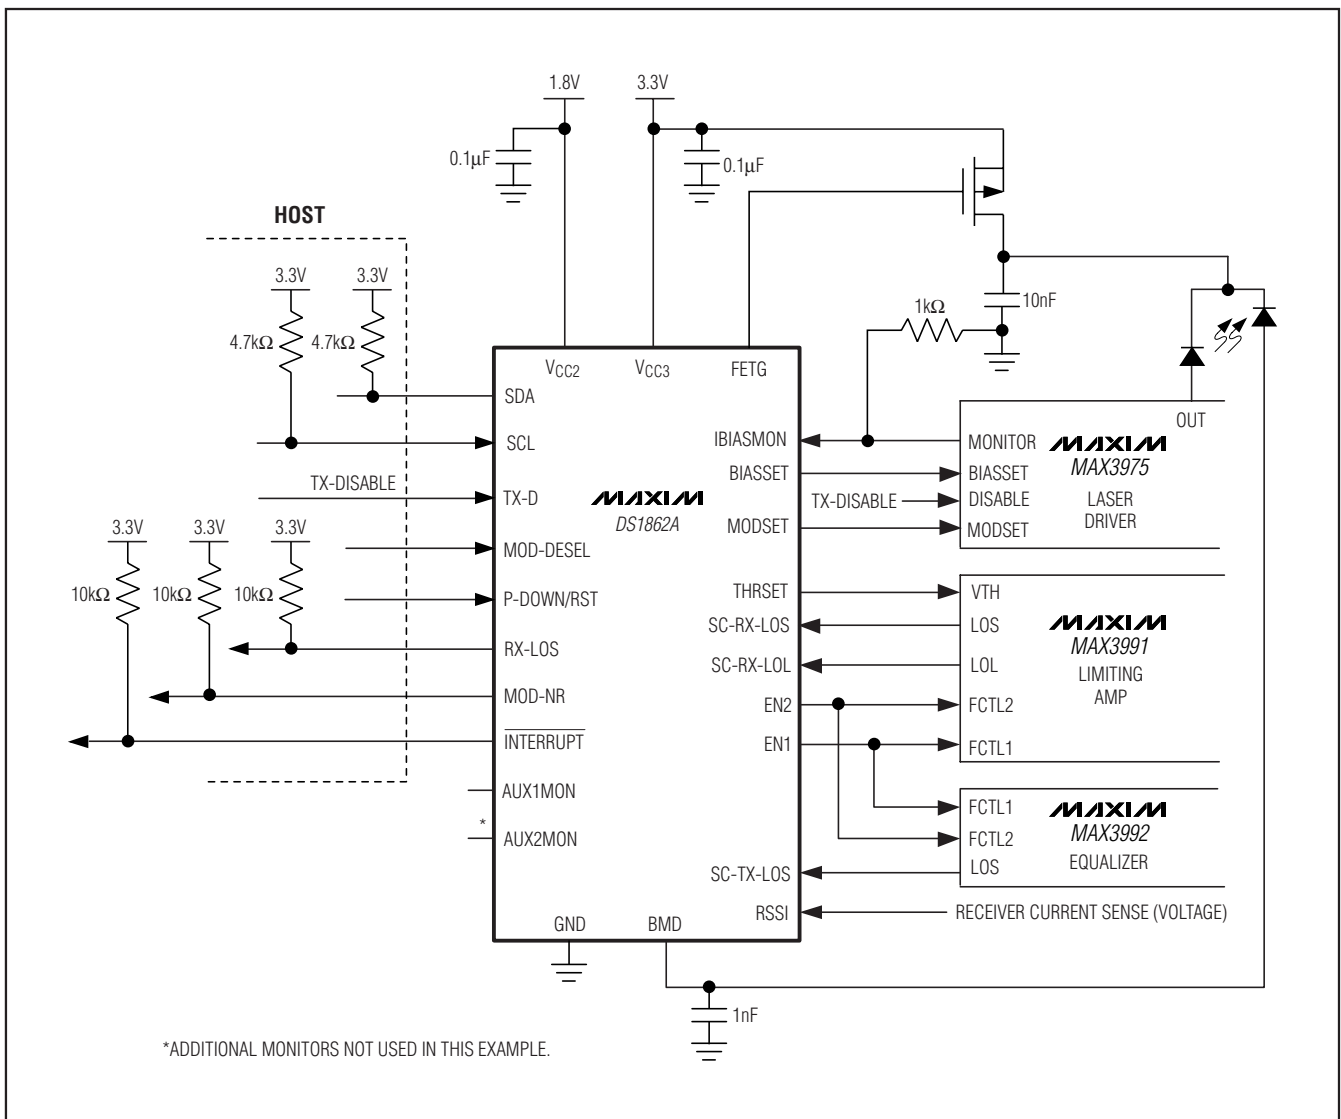 1.8V
3.3V
0.1µF
0.1µF
HOST
3.3V
3.3V
4.7kΩ
4.7kΩ
1kΩ
10nF
VCC2
VCC3
FETG
SDA
SCL
TX-DISABLE
TX-D
MOD-DESEL
P-DOWN/RST
RX-LOS
MOD-NR
INTERRUPT
AUX1MON
*
AUX2MON
3.3V
3.3V
3.3V
10kΩ
10kΩ
10kΩ
MAXIM
DS1862A
IBIASMON
BIASSET
MODSET
THRSET
SC-RX-LOS
SC-RX-LOL
EN2
EN1
SC-TX-LOS
RSSI
GND
BMD
OUT
MONITOR
BIASSET
TX-DISABLE
DISABLE
MODSET
MAXIM
MAX3975
LASER
DRIVER
VTH
LOS
LOL
FCTL2
FCTL1
MAXIM
MAX3991
LIMITING
AMP
FCTL1
FCTL2
LOS
MAXIM
MAX3992
EQUALIZER
RECEIVER CURRENT SENSE (VOLTAGE)
1nF
*ADDITIONAL MONITORS NOT USED IN THIS EXAMPLE.